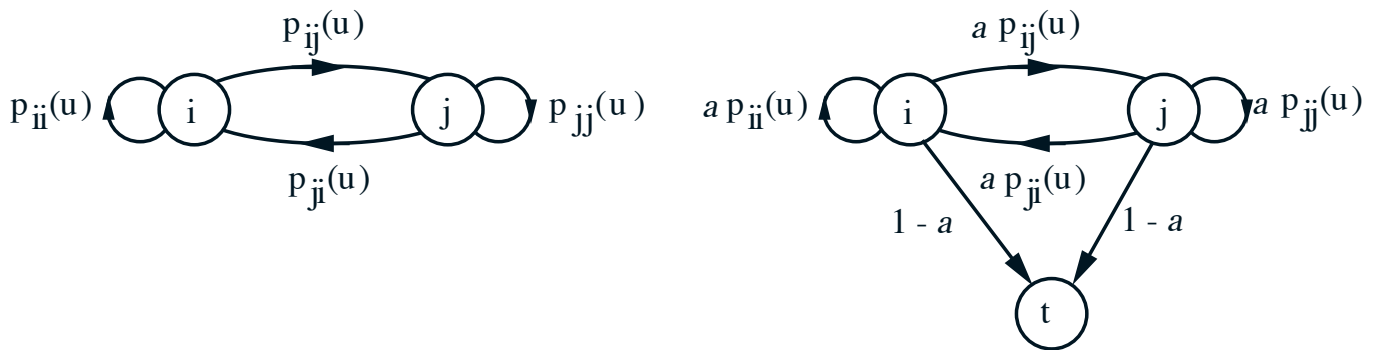 p_ij(u)
p_ii(u)
i
j
p_jj(u)
p_ji(u)
a p_ij(u)
a p_ii(u)
i
j
a p_jj(u)
a p_ji(u)
1 - a
1 - a
t